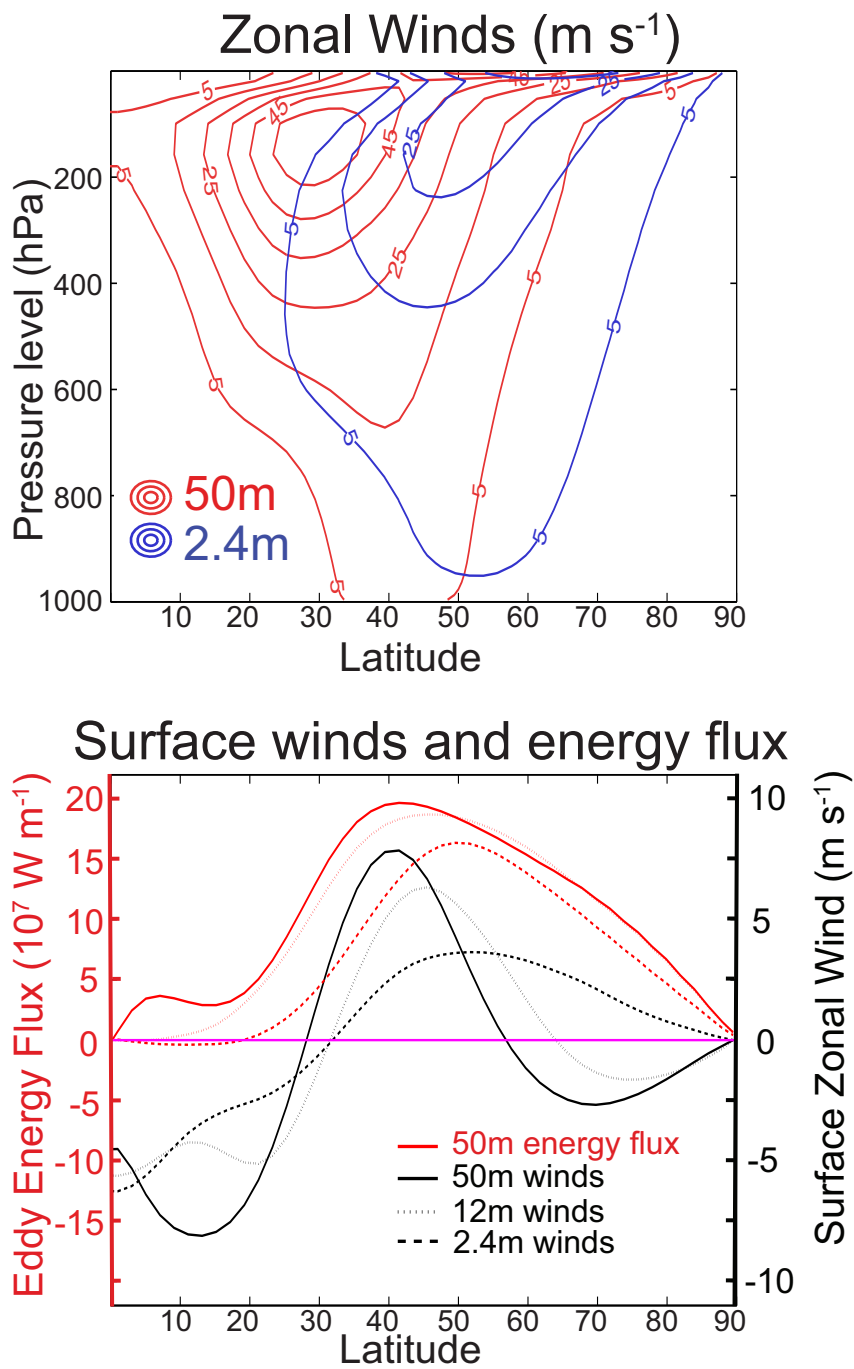 Zonal Winds (m s⁻¹)
Pressure level (hPa)
200
400
600
800
1000
5
45
25
5
45
25
5
5
5
5
45
25
25
5
25
5
5
5
5
5
50m
2.4m
10 20 30 40 50 60 70 80 90
Latitude
Surface winds and energy flux
Eddy Energy Flux (10⁷ W m⁻¹)
20
15
10
5
0
-5
-10
-15
10
5
0
-5
-10
Surface Zonal Wind (m s⁻¹)
50m energy flux
50m winds
12m winds
2.4m winds
0 10 20 30 40 50 60 70 80 90
Latitude